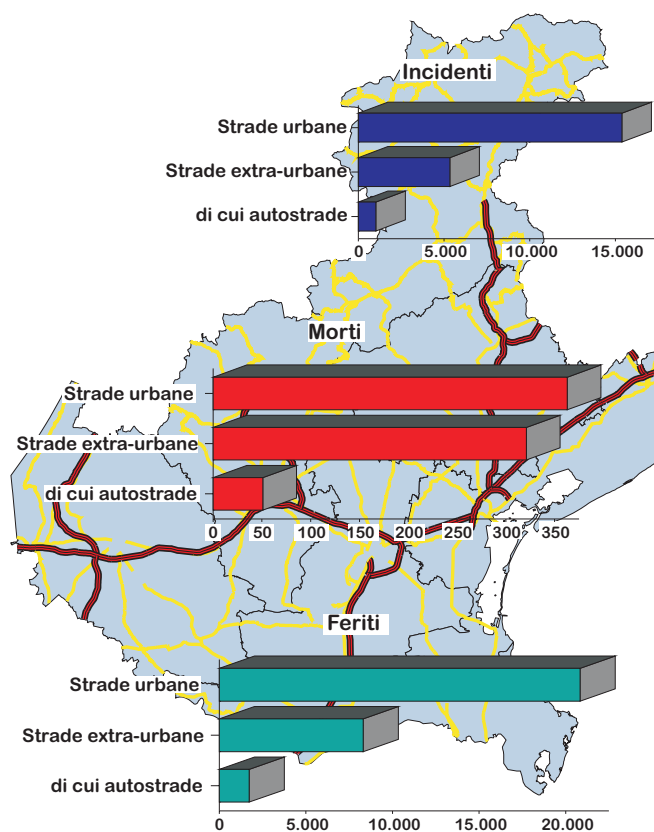 Incidenti
Strade urbane
Strade extra-urbane
di cui autostrade
0 5.000 10.000 15.000
Morti
Strade urbane
Strade extra-urbane
di cui autostrade
0 50 100 150 200 250 300 350
Feriti
Strade urbane
Strade extra-urbane
di cui autostrade
0 5.000 10.000 15.000 20.000